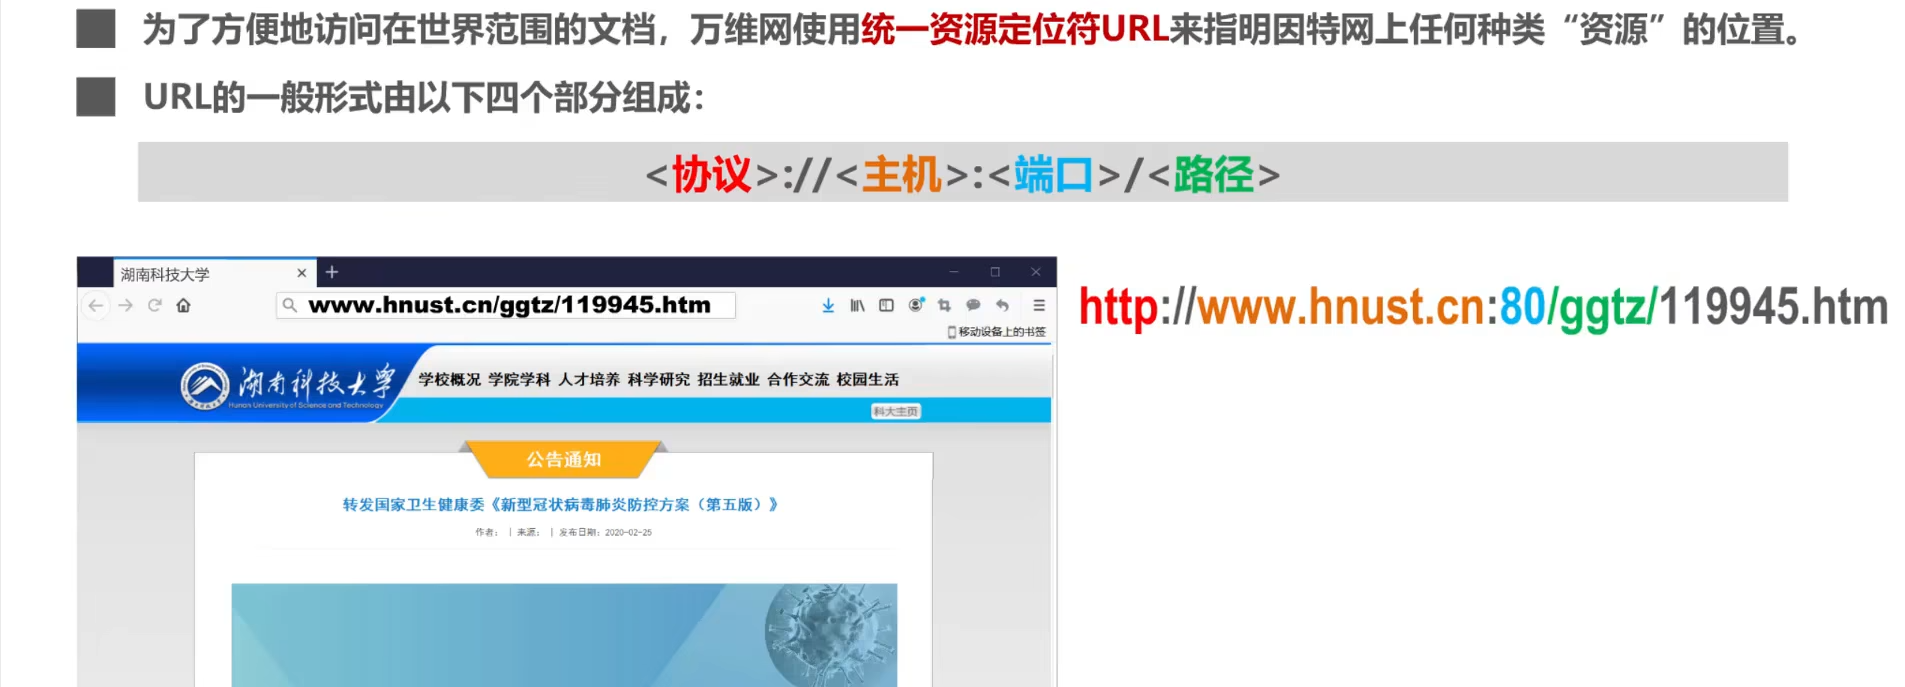 为了方便地访问在世界范围的文档，万维网使用统一资源定位符URL来指明因特网上任何种类“资源”的位置。
URL的一般形式由以下四个部分组成：
<协议>://<主机>:<端口>/<路径>
湖南科技大学
www.hnust.cn/ggtz/119945.htm
http://www.hnust.cn:80/ggtz/119945.htm
移动设备上的书签
湖南科技大学
Hunan University of Science and Technology
学校概况 学院学科 人才培养 科学研究 招生就业 合作交流 校园生活
科大主页
公告通知
转发国家卫生健康委《新型冠状病毒肺炎防控方案（第五版）》
作者： | 来源： | 发布日期：2020-02-25